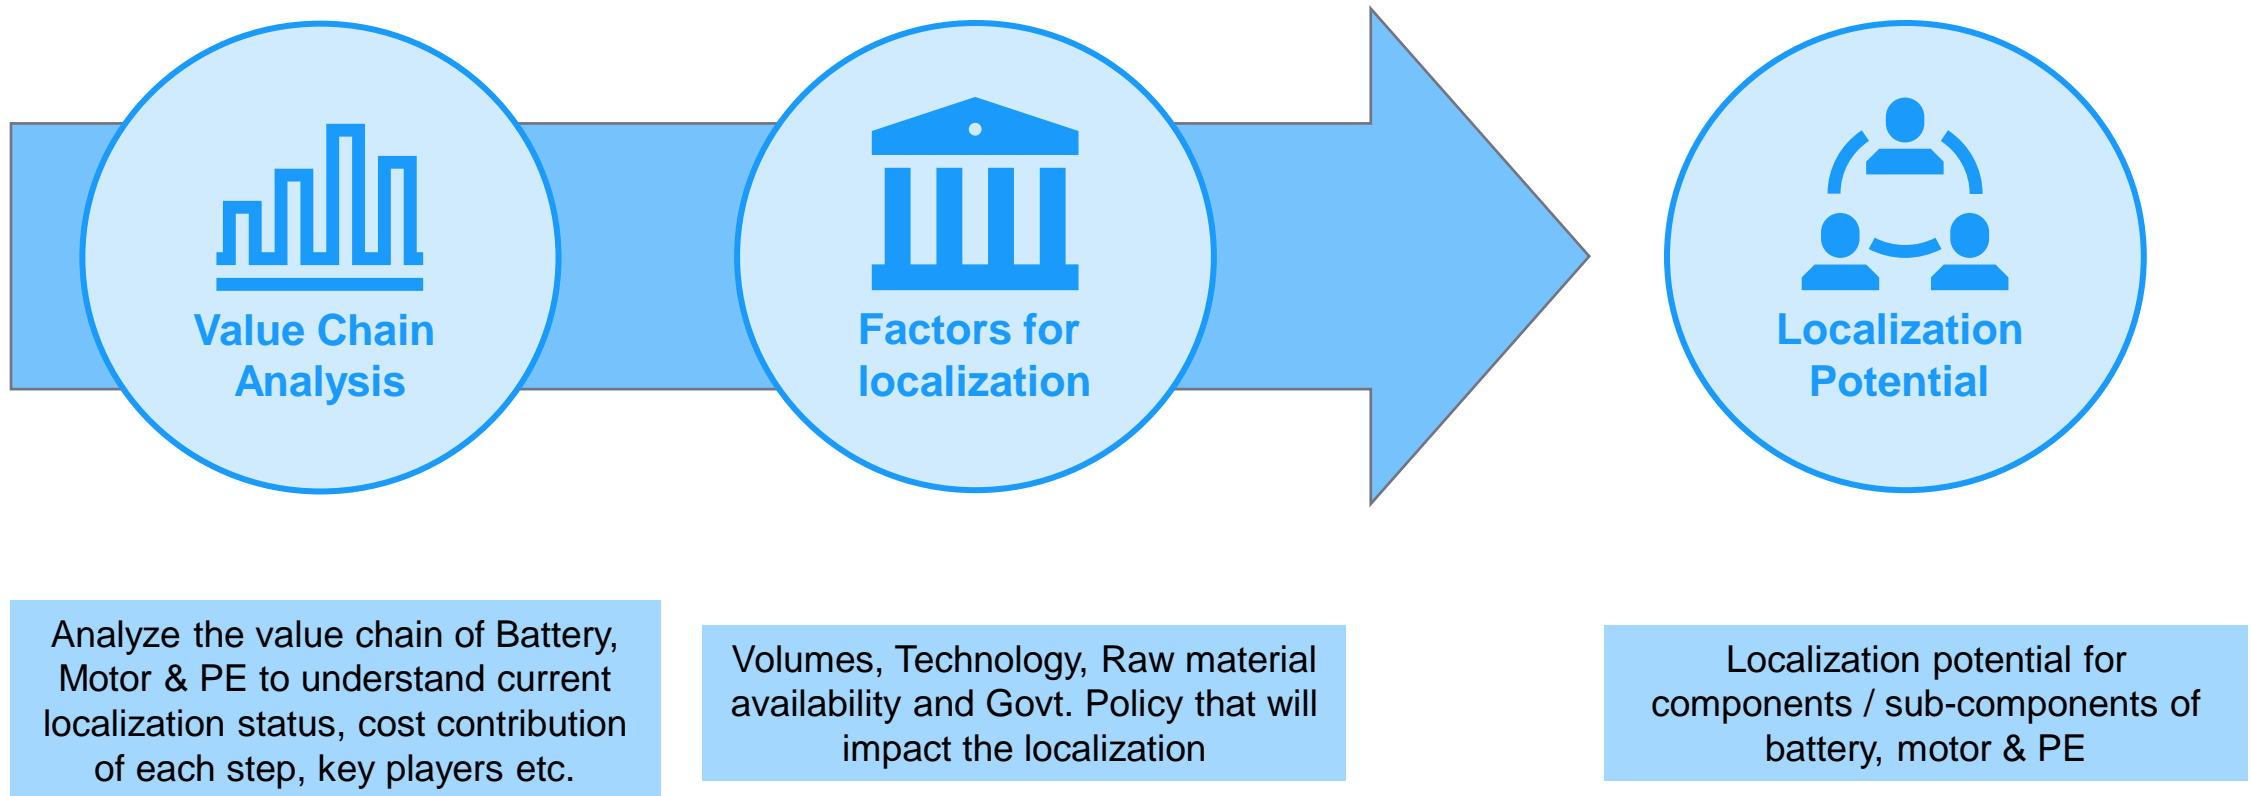 Value Chain
Analysis
Factors for
localization
Localization
Potential
Analyze the value chain of Battery,
Motor & PE to understand current
localization status, cost contribution
of each step, key players etc.
Volumes, Technology, Raw material
availability and Govt. Policy that will
impact the localization
Localization potential for
components / sub-components of
battery, motor & PE